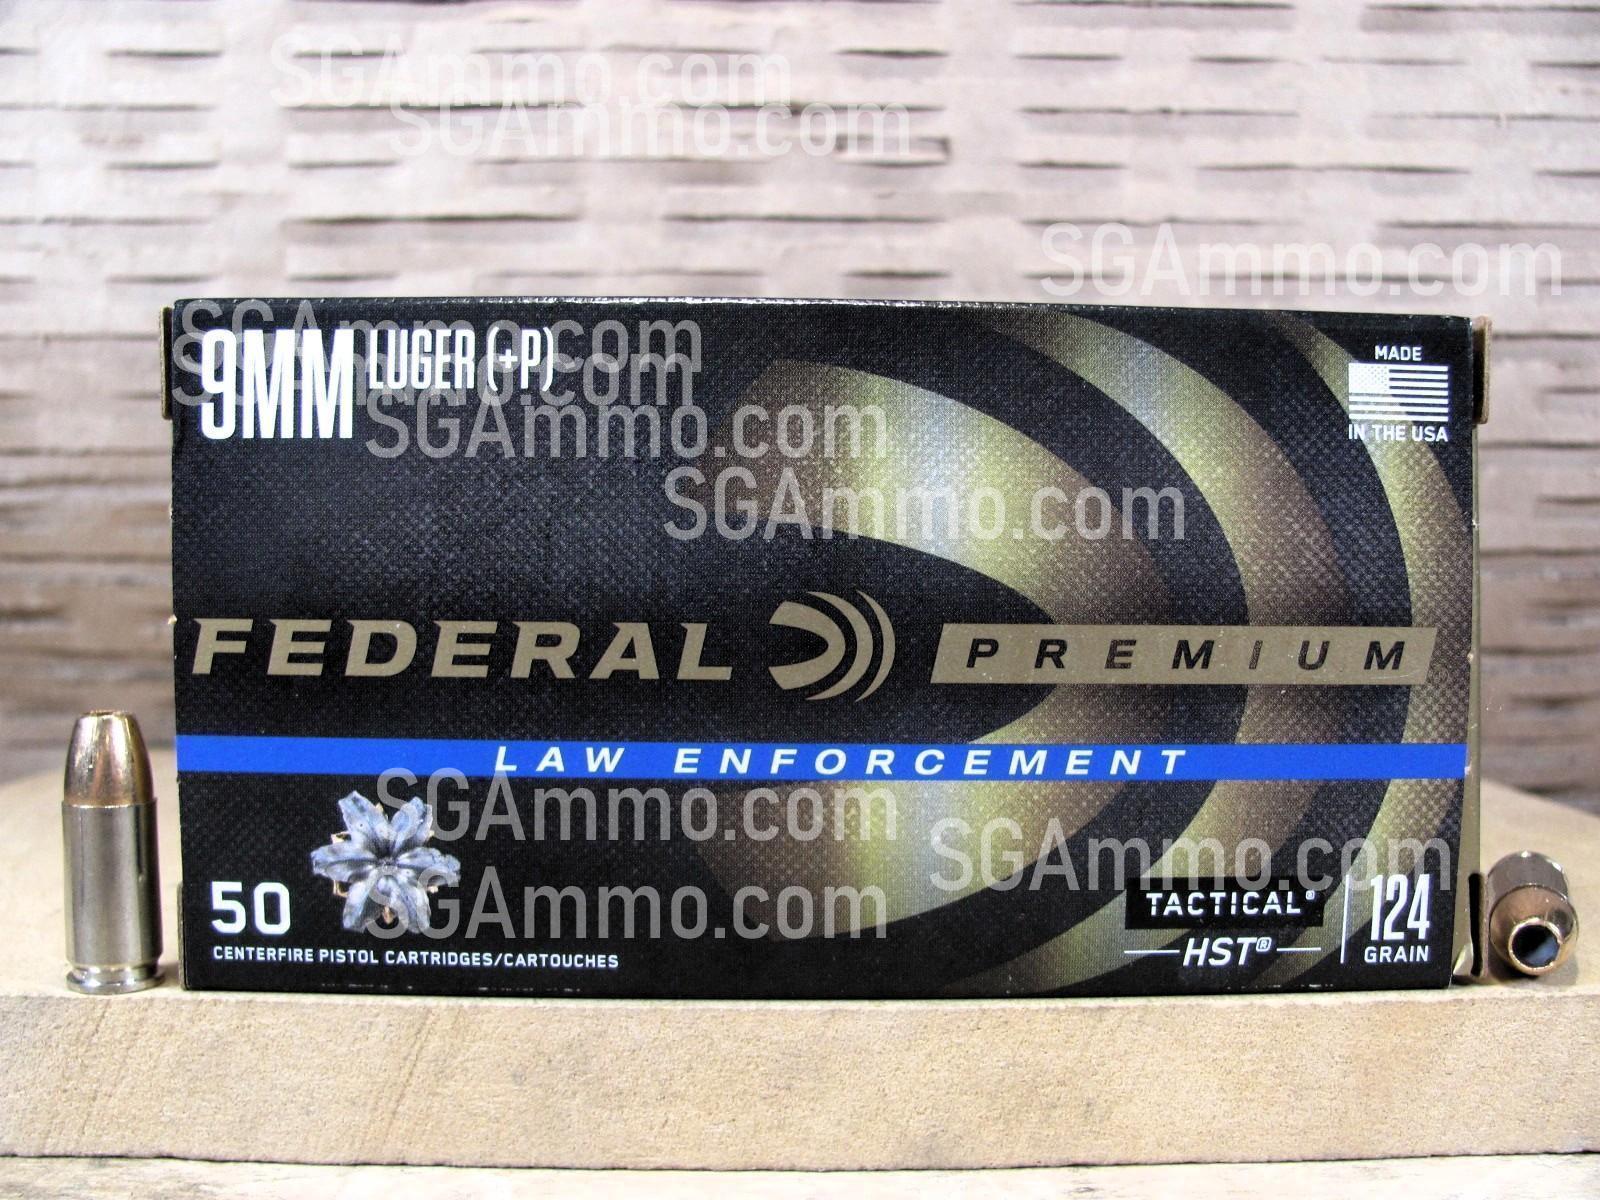 SGAmmo.com
SGAmmo.com
SGAmmo.com
SGAmmo.com
9MM LUGER (+P)
MADE
IN THE USA
SGAmmo.com
SGAmmo.com
FEDERAL PREMIUM
LAW ENFORCEMENT
SGAmmo.com
SGAmmo.com
SGAmmo.com
50
CENTERFIRE PISTOL CARTRIDGES/CARTOUCHES
TACTICAL®
HST®
124
GRAIN